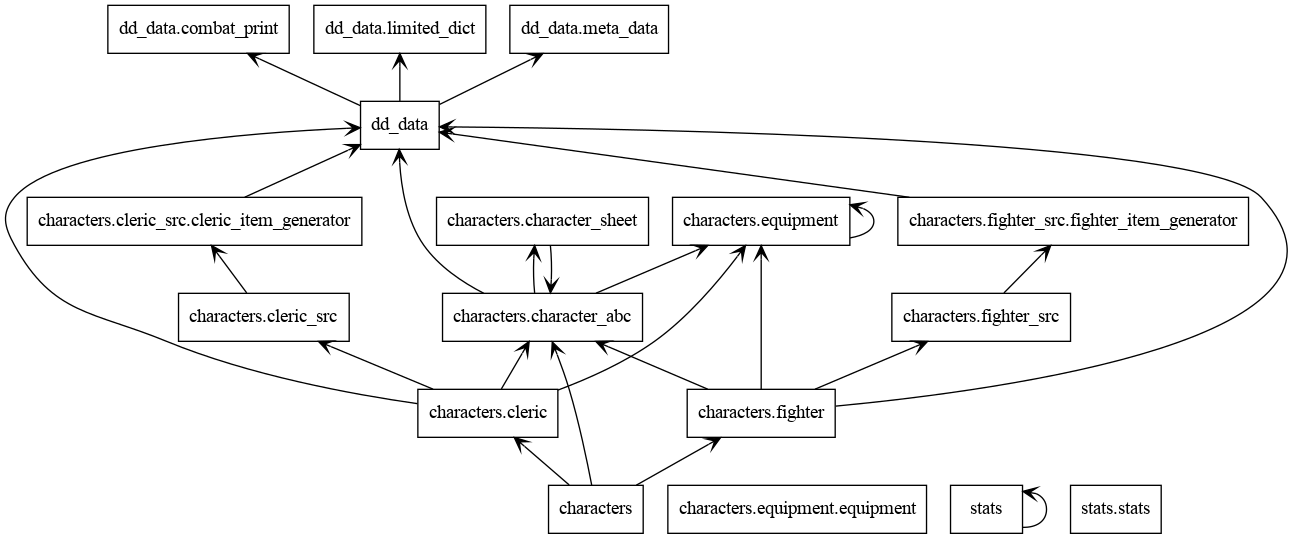 dd_data.combat_print
dd_data.limited_dict
dd_data.meta_data
dd_data
characters.cleric_src.cleric_item_generator
characters.character_sheet
characters.equipment
characters.fighter_src.fighter_item_generator
characters.cleric_src
characters.character_abc
characters.fighter_src
characters.cleric
characters.fighter
characters
characters.equipment.equipment
stats
stats.stats